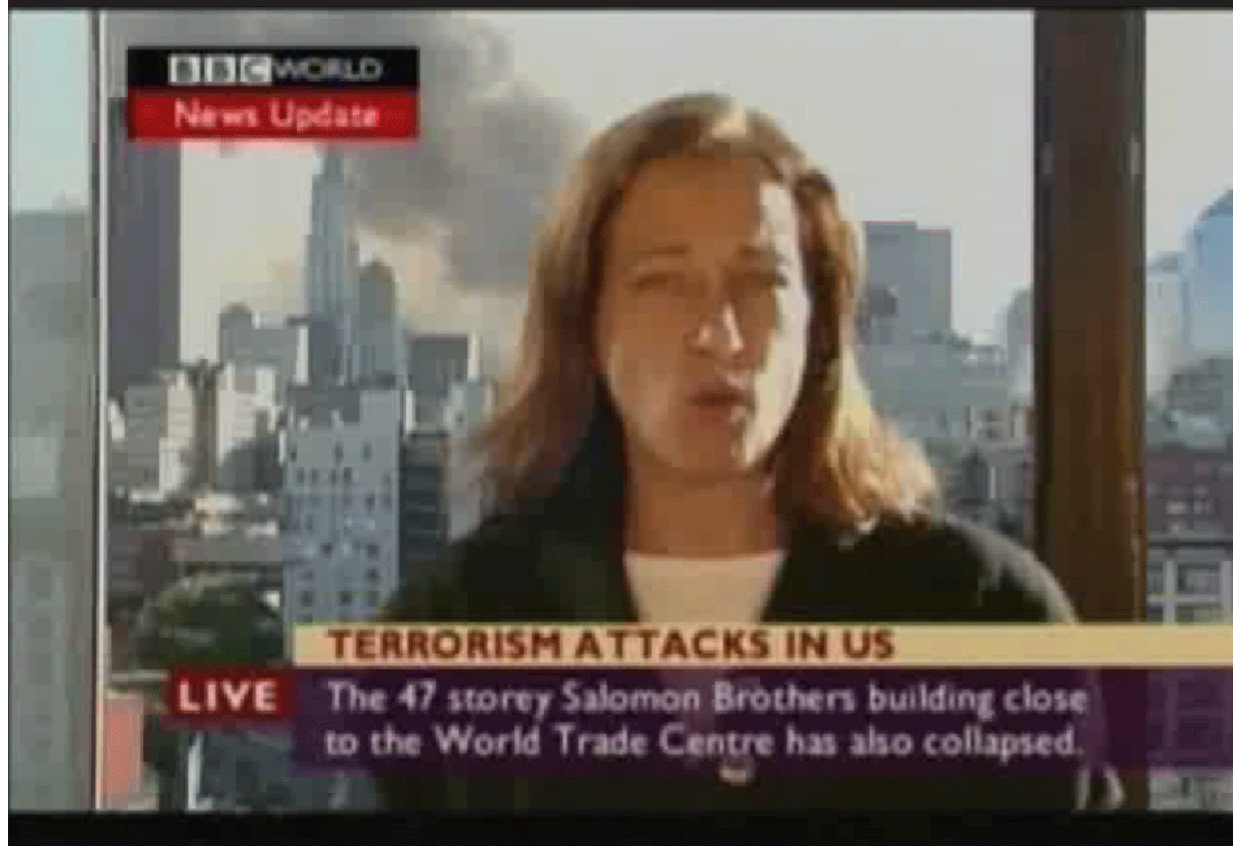 BBC WORLD
News Update
TERRORISM ATTACKS IN US
LIVE
The 47 storey Salomon Brothers building close
to the World Trade Centre has also collapsed.